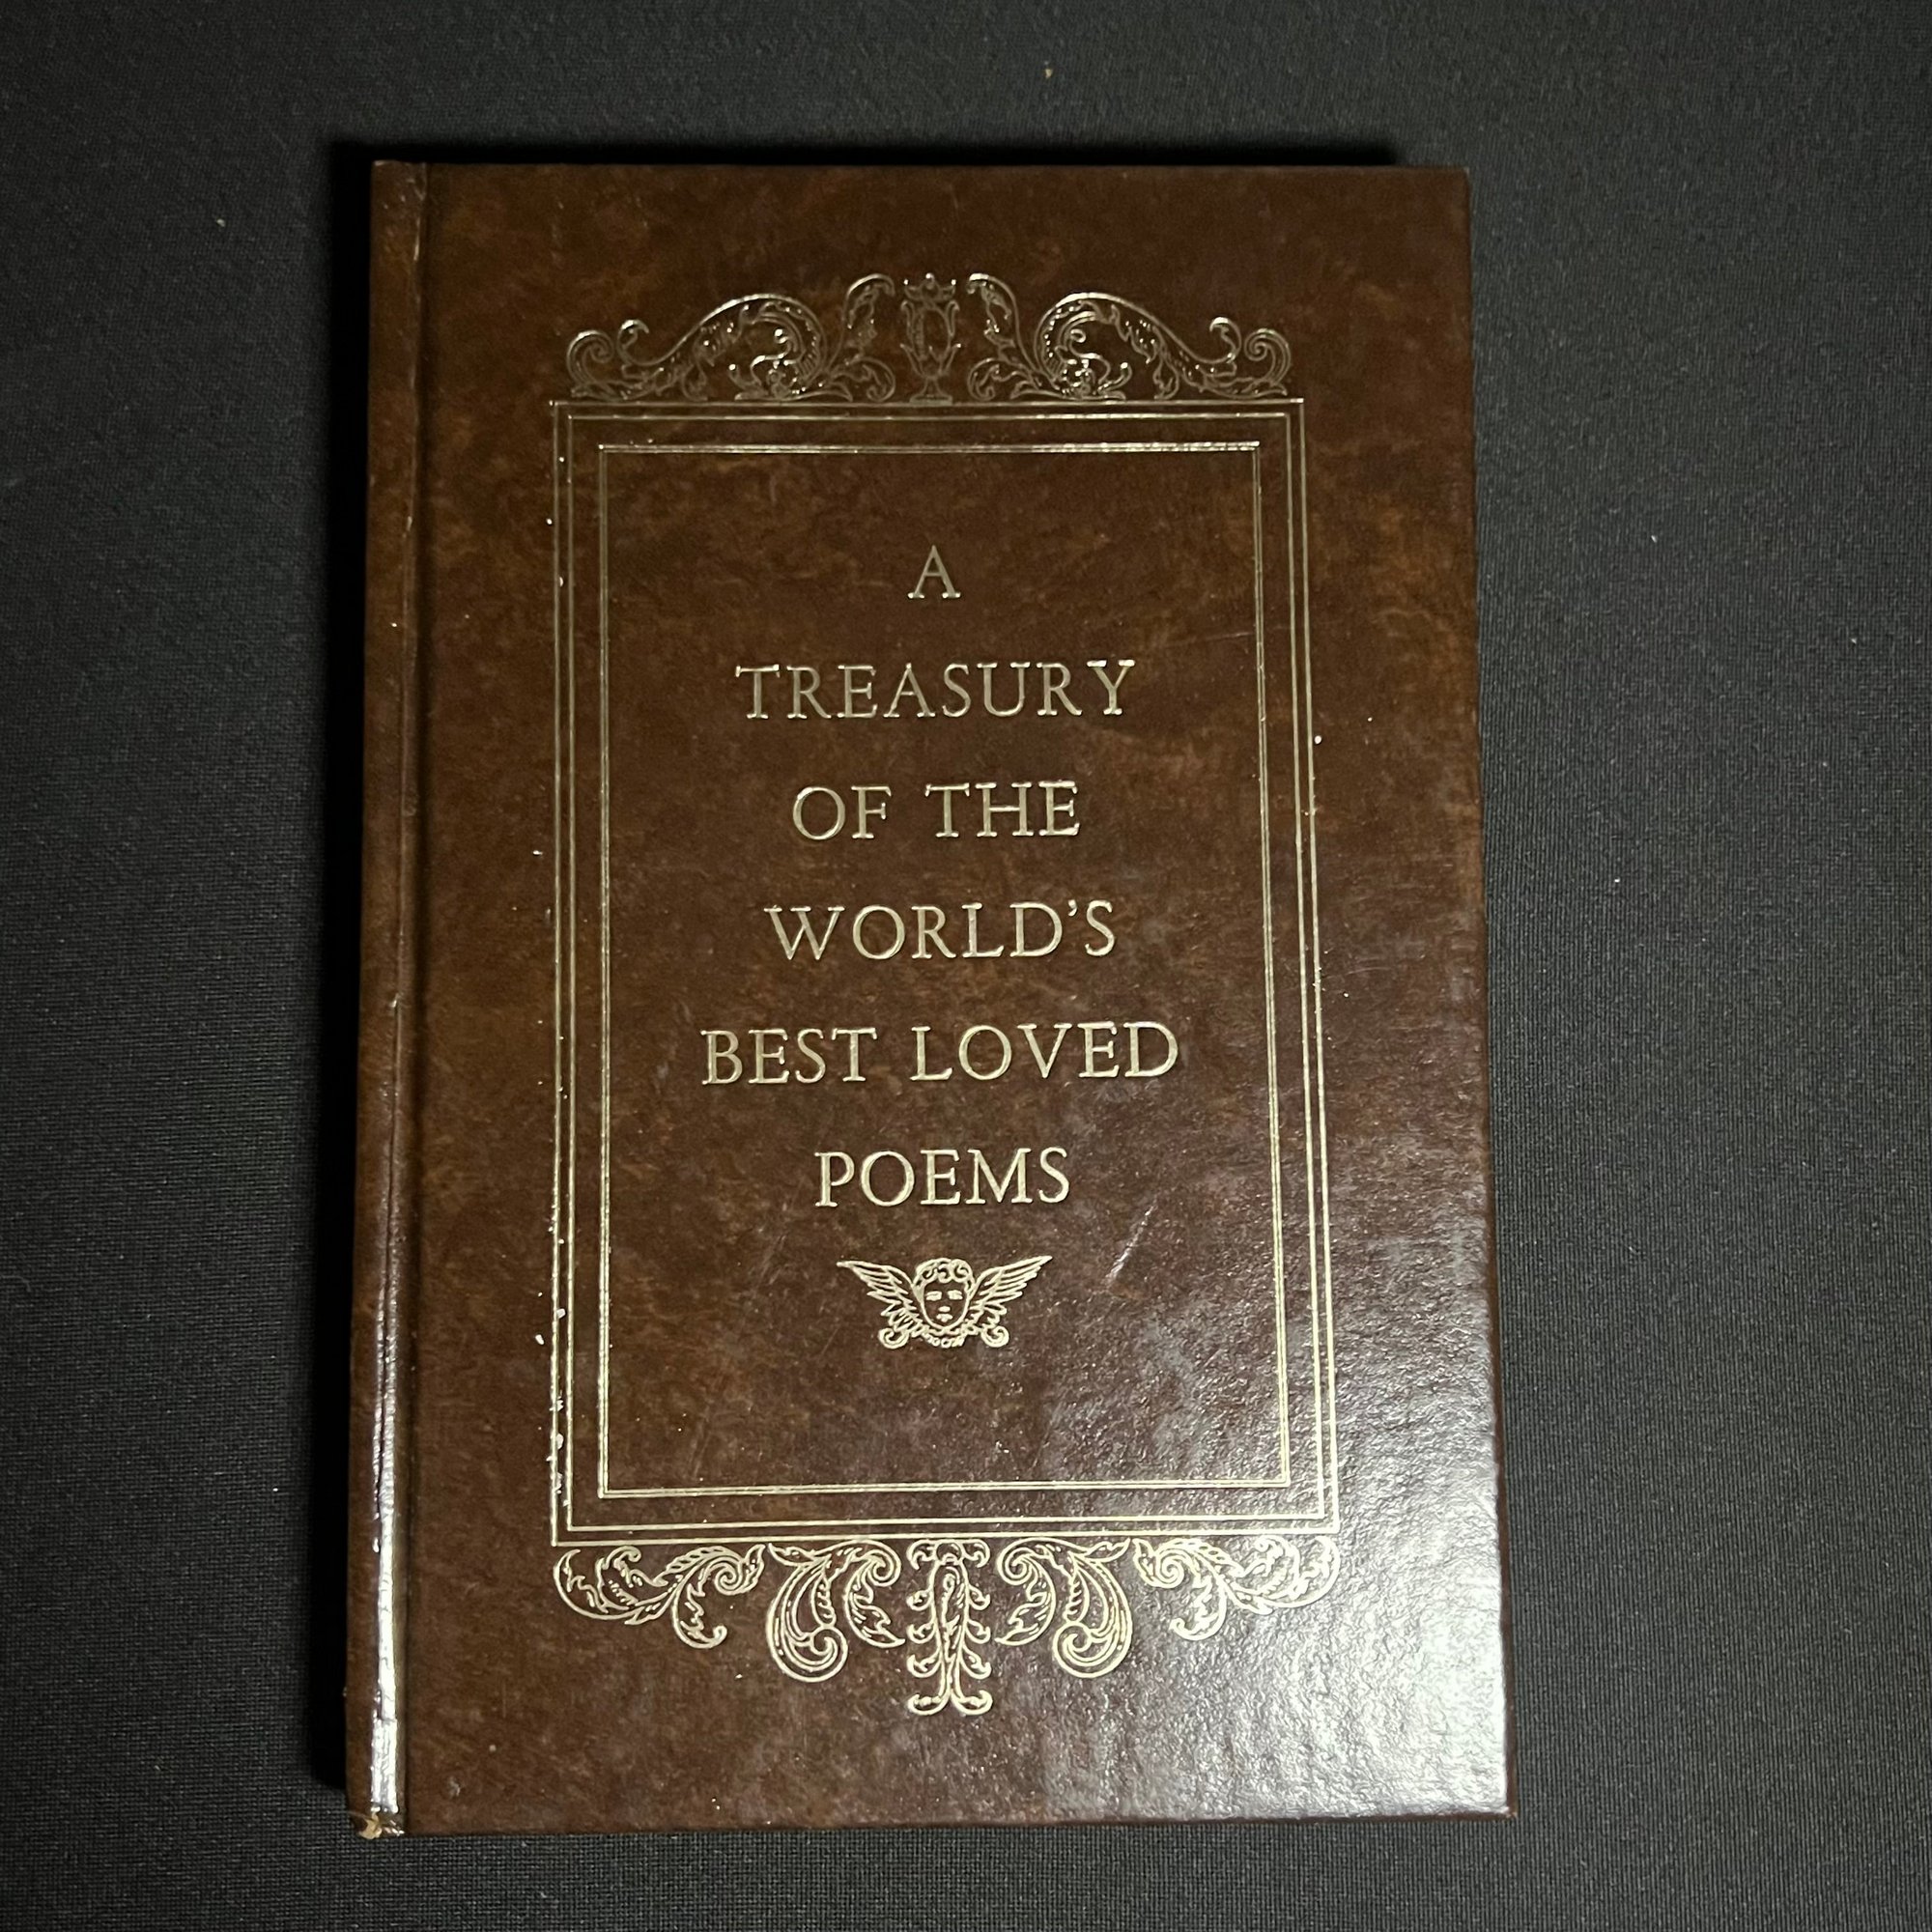 A
TREASURY
OF THE
WORLD'S
BEST LOVED
POEMS